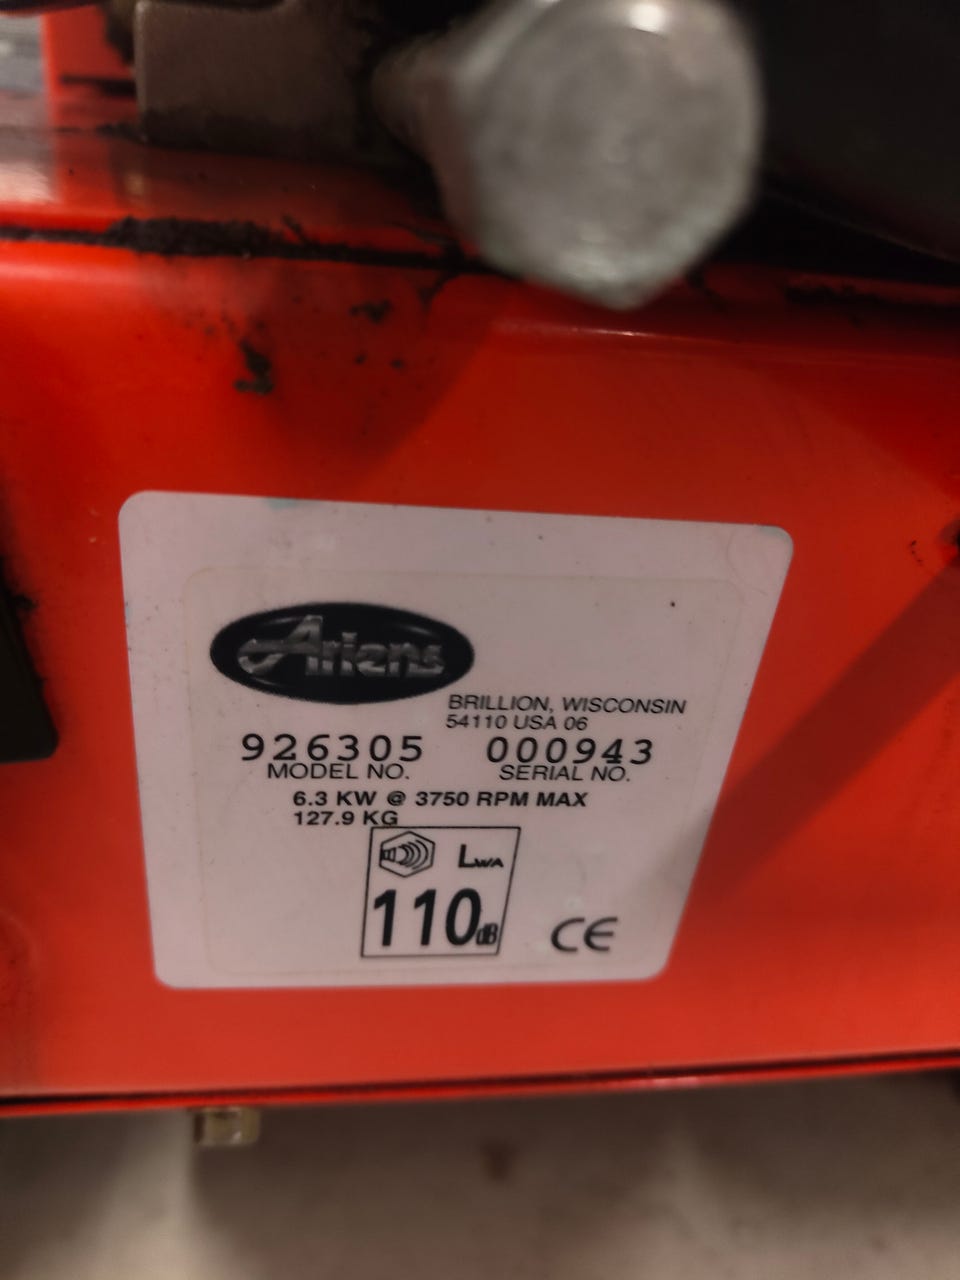 Ariens
BRILLION, WISCONSIN
54110 USA 06
926305 000943
MODEL NO. SERIAL NO.
6.3 KW @ 3750 RPM MAX
127.9 KG
LWA
110dB
CE